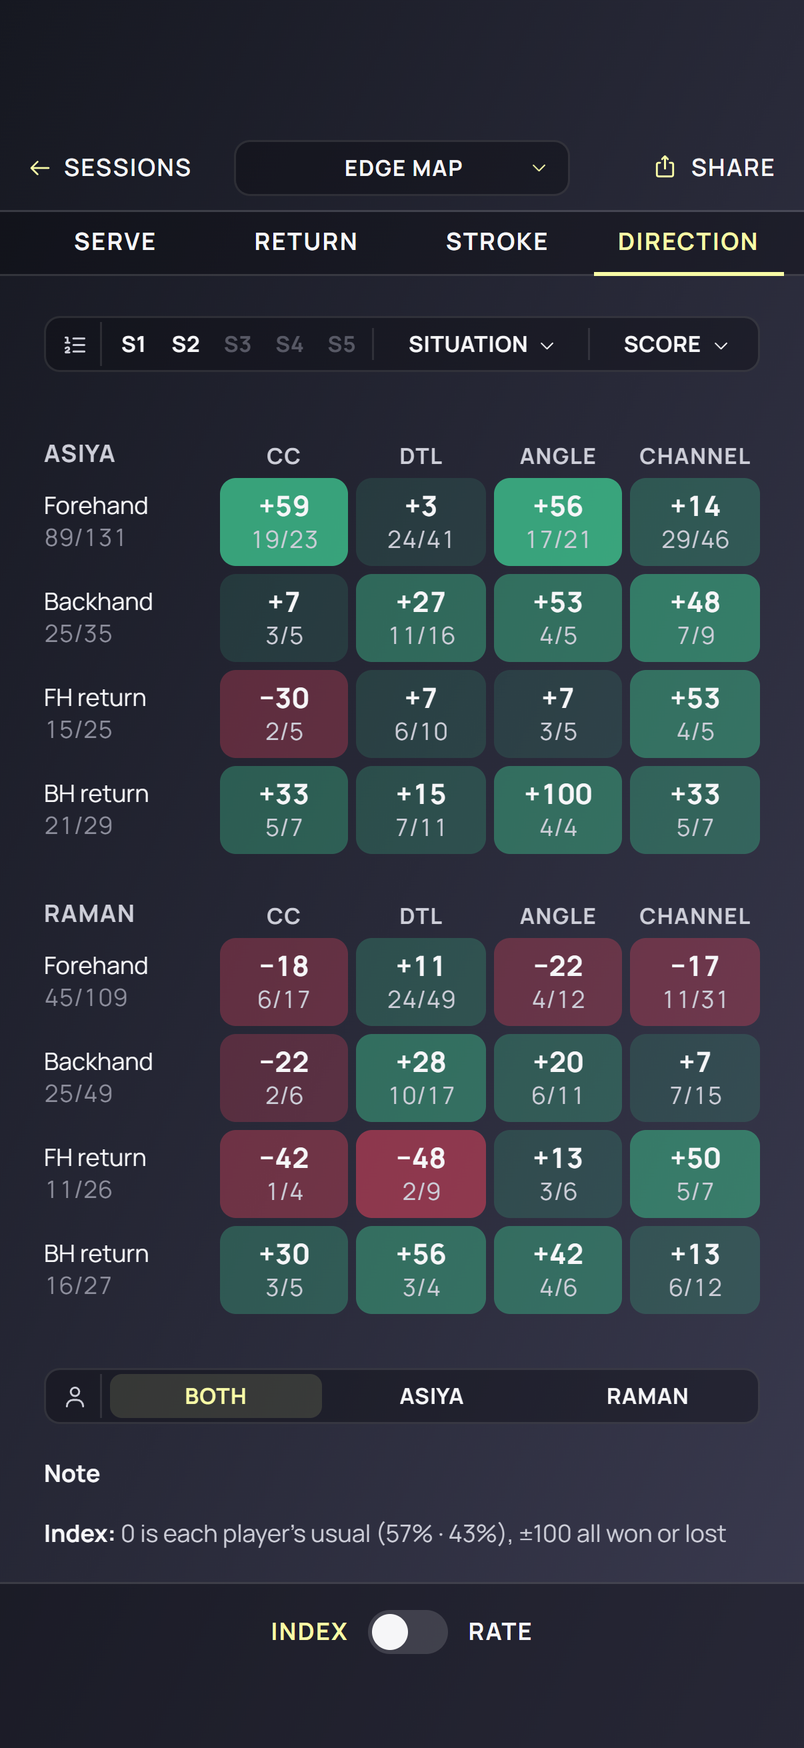 SESSIONS EDGE MAP SHARE
SERVE RETURN STROKE DIRECTION
S1 S2 S3 S4 S5 SITUATION SCORE
ASIYA CC DTL ANGLE CHANNEL
Forehand +59 +3 +56 +14
89/131 19/23 24/41 17/21 29/46
Backhand +7 +27 +53 +48
25/35 3/5 11/16 4/5 7/9
FH return −30 +7 +7 +53
15/25 2/5 6/10 3/5 4/5
BH return +33 +15 +100 +33
21/29 5/7 7/11 4/4 5/7
RAMAN CC DTL ANGLE CHANNEL
Forehand −18 +11 −22 −17
45/109 6/17 24/49 4/12 11/31
Backhand −22 +28 +20 +7
25/49 2/6 10/17 6/11 7/15
FH return −42 −48 +13 +50
11/26 1/4 2/9 3/6 5/7
BH return +30 +56 +42 +13
16/27 3/5 3/4 4/6 6/12
BOTH ASIYA RAMAN
Note
Index: 0 is each player’s usual (57% · 43%), ±100 all won or lost
INDEX RATE